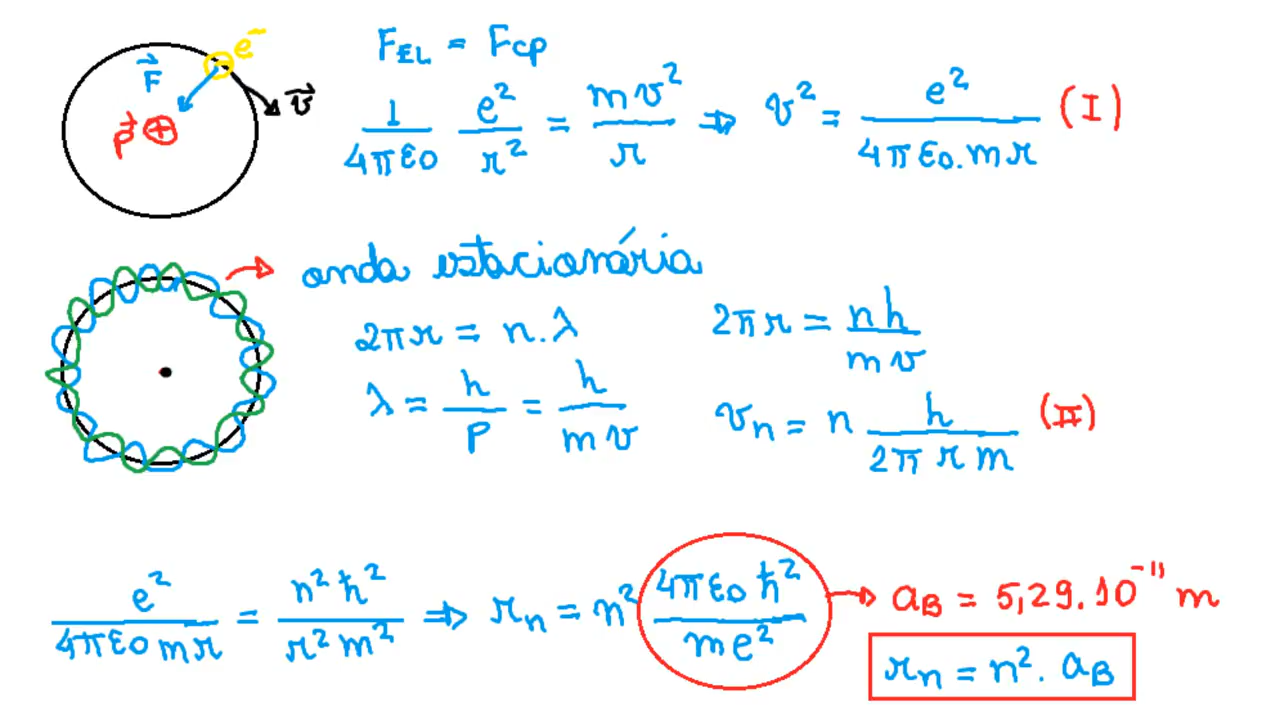 e⁻
F⃗
v⃗
p⃗ ⊕
F_EL = F_cp
1/(4πε0) e²/r² = mv²/r ⇒ v² = e²/(4πε0.mr) (I)
→ onda estacionária
2πr = n.λ
λ = h/p = h/(mv)
2πr = nh/(mv)
v_n = n h/(2πrm) (II)
e²/(4πε0mr) = n²ħ²/(r²m²) ⇒ r_n = n² 4πε0ħ²/(me²) → a_B = 5,29.10⁻¹¹ m
r_n = n². a_B